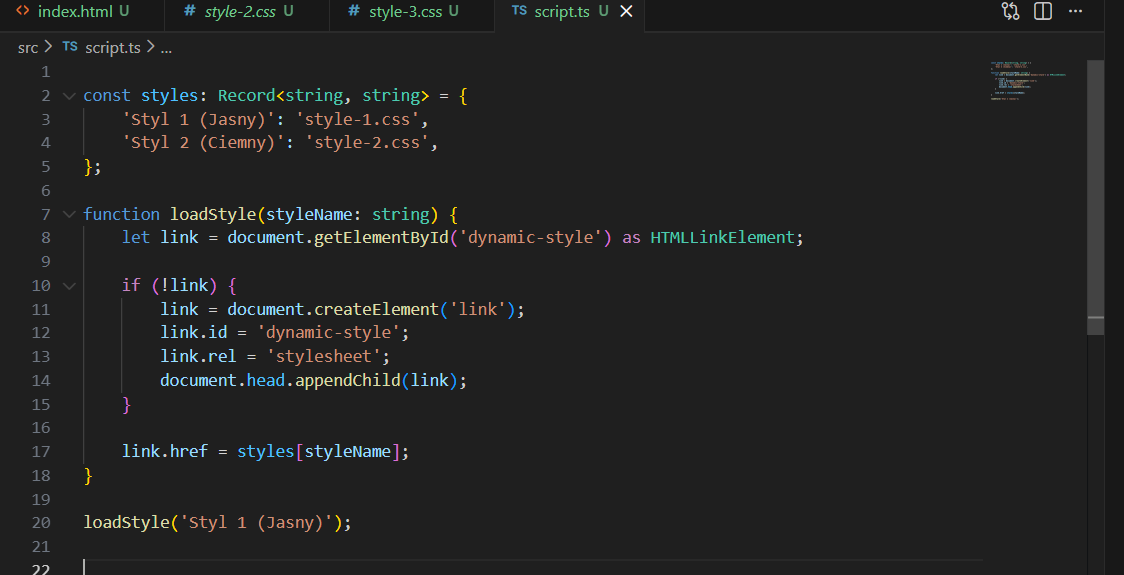 index.html U # style-2.css U # style-3.css U TS script.ts U
src > TS script.ts > ...
1
2 const styles: Record<string, string> = {
3     'Styl 1 (Jasny)': 'style-1.css',
4     'Styl 2 (Ciemny)': 'style-2.css',
5 };
6
7 function loadStyle(styleName: string) {
8     let link = document.getElementById('dynamic-style') as HTMLLinkElement;
9
10     if (!link) {
11         link = document.createElement('link');
12         link.id = 'dynamic-style';
13         link.rel = 'stylesheet';
14         document.head.appendChild(link);
15     }
16
17     link.href = styles[styleName];
18 }
19
20 loadStyle('Styl 1 (Jasny)');
21
22